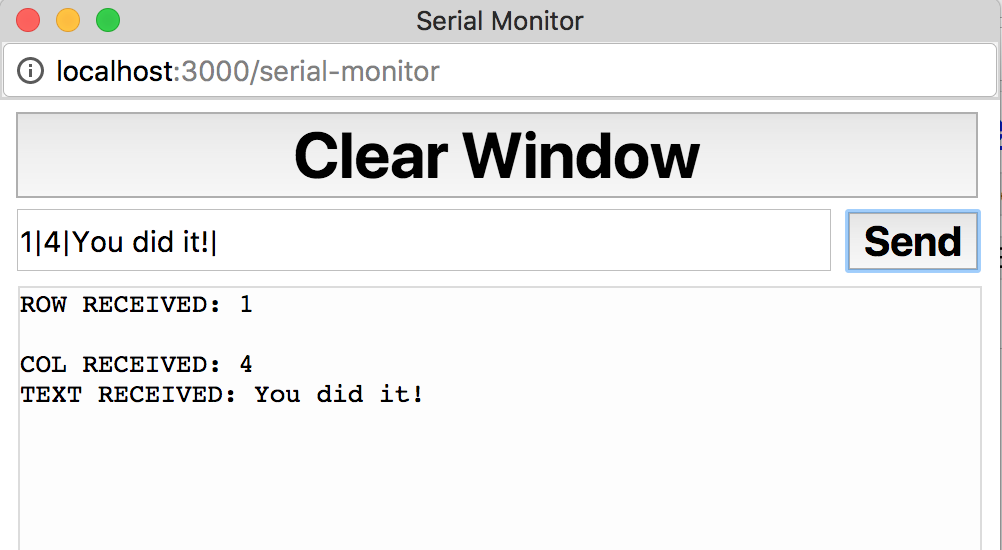 Serial Monitor
localhost:3000/serial-monitor
Clear Window
1|4|You did it!|
Send
ROW RECEIVED: 1
COL RECEIVED: 4
TEXT RECEIVED: You did it!